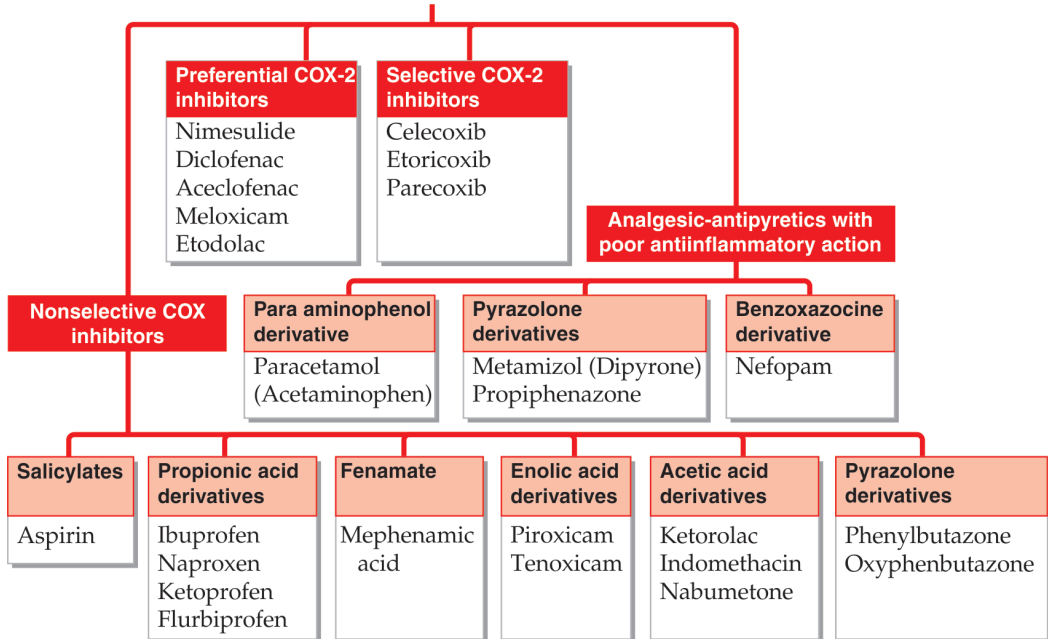 Preferential COX-2
inhibitors
Nimesulide
Diclofenac
Aceclofenac
Meloxicam
Etodolac
Selective COX-2
inhibitors
Celecoxib
Etoricoxib
Parecoxib
Analgesic-antipyretics with
poor antiinflammatory action
Nonselective COX
inhibitors
Para aminophenol
derivative
Paracetamol
(Acetaminophen)
Pyrazolone
derivatives
Metamizol (Dipyrone)
Propiphenazone
Benzoxazocine
derivative
Nefopam
Salicylates
Aspirin
Propionic acid
derivatives
Ibuprofen
Naproxen
Ketoprofen
Flurbiprofen
Fenamate
Mephenamic
acid
Enolic acid
derivatives
Piroxicam
Tenoxicam
Acetic acid
derivatives
Ketorolac
Indomethacin
Nabumetone
Pyrazolone
derivatives
Phenylbutazone
Oxyphenbutazone